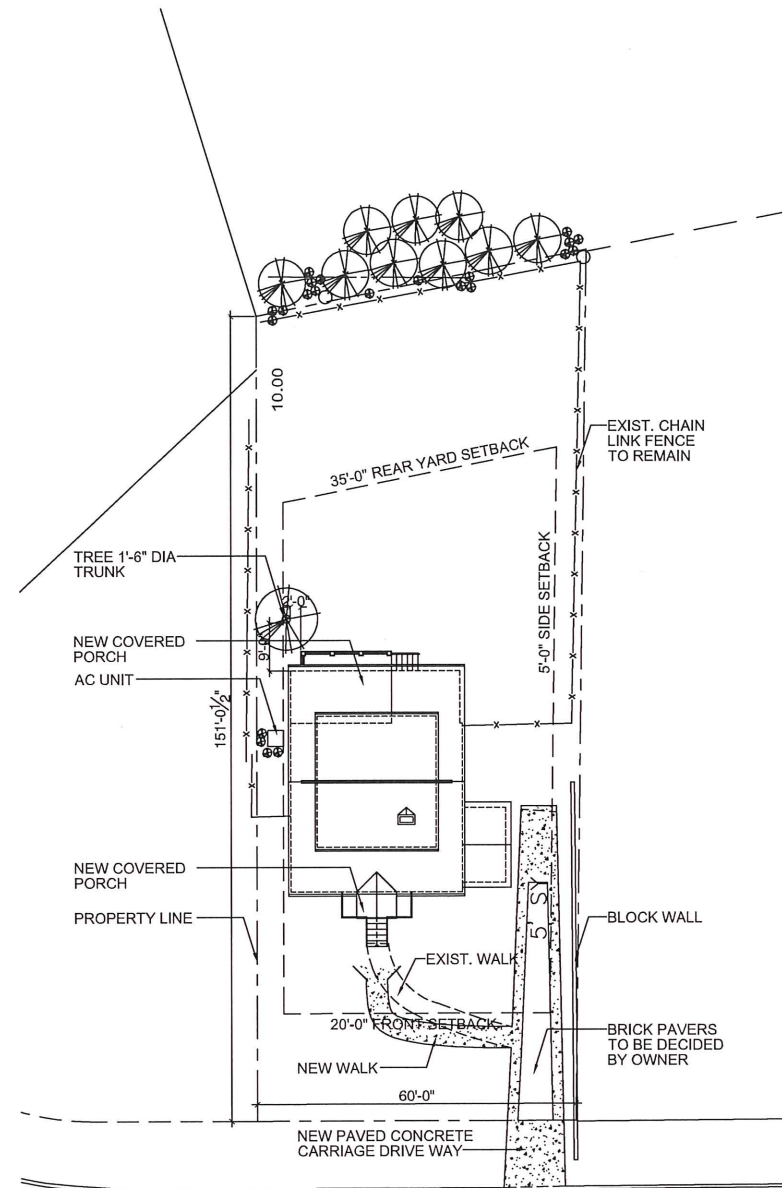 10.00
35'-0" REAR YARD SETBACK
EXIST. CHAIN
LINK FENCE
TO REMAIN
5'-0" SIDE SETBACK
TREE 1'-6" DIA
TRUNK
2'-0"
NEW COVERED
PORCH
AC UNIT
151'-0½"
NEW COVERED
PORCH
PROPERTY LINE
5' SY
BLOCK WALL
EXIST. WALK
20'-0" FRONT SETBACK
BRICK PAVERS
TO BE DECIDED
BY OWNER
NEW WALK
60'-0"
NEW PAVED CONCRETE
CARRIAGE DRIVE WAY